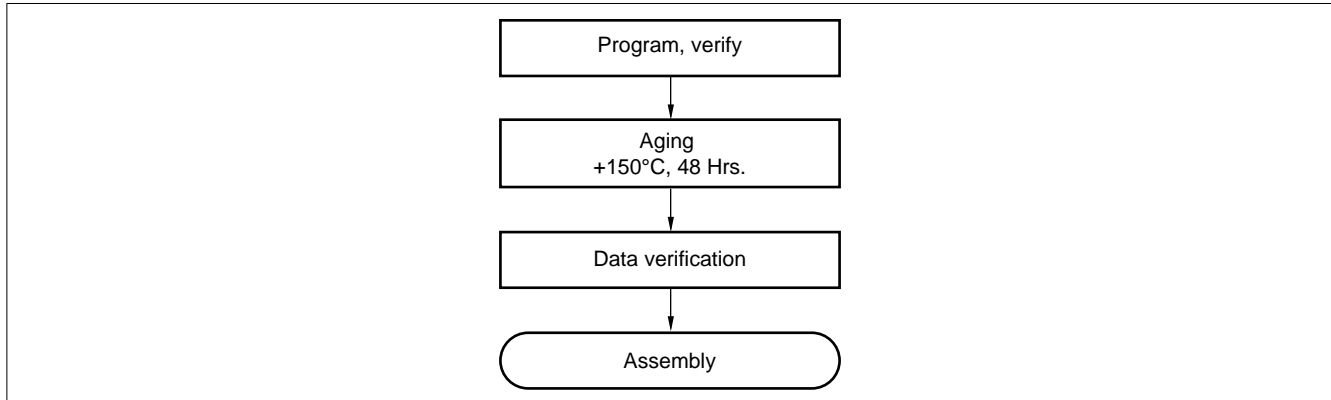 Program, verify
Aging
+150°C, 48 Hrs.
Data verification
Assembly